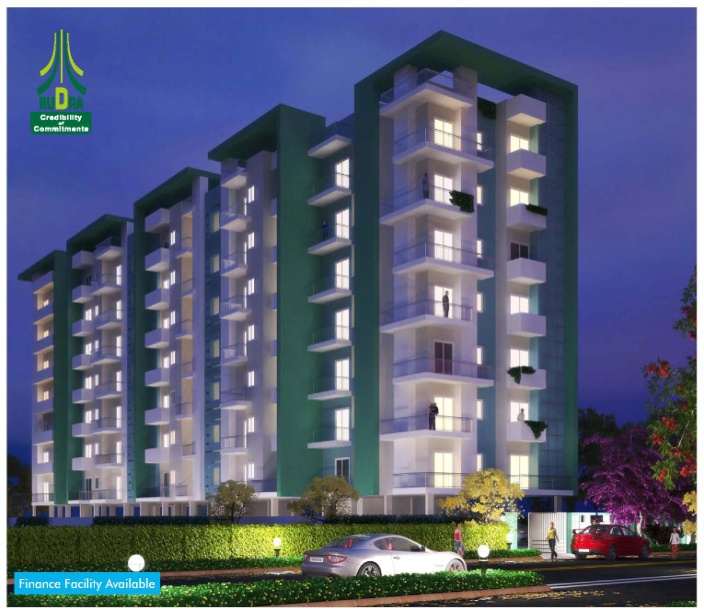 RUDRA
Credibility
of
Commitments
Finance Facility Available